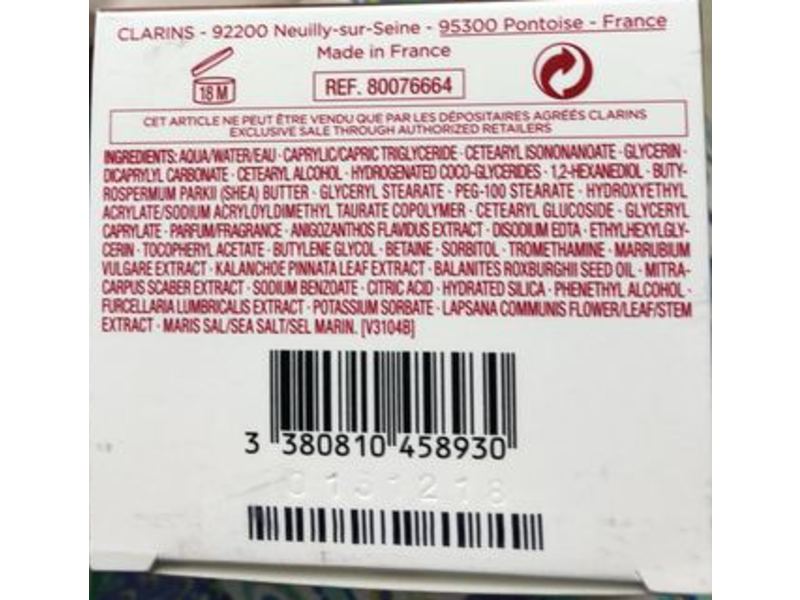 CLARINS - 92200 Neuilly-sur-Seine - 95300 Pontoise - France
Made in France
18 M
REF. 80076664
CET ARTICLE NE PEUT ÊTRE VENDU QUE PAR LES DÉPOSITAIRES AGRÉÉS CLARINS
EXCLUSIVE SALE THROUGH AUTHORIZED RETAILERS
INGREDIENTS: AQUA/WATER/EAU · CAPRYLIC/CAPRIC TRIGLYCERIDE · CETEARYL ISONONANOATE · GLYCERIN ·
DICAPRYLYL CARBONATE · CETEARYL ALCOHOL · HYDROGENATED COCO-GLYCERIDES · 1,2-HEXANEDIOL · BUTY-
ROSPERMUM PARKII (SHEA) BUTTER · GLYCERYL STEARATE · PEG-100 STEARATE · HYDROXYETHYL
ACRYLATE/SODIUM ACRYLOYLDIMETHYL TAURATE COPOLYMER · CETEARYL GLUCOSIDE · GLYCERYL
CAPRYLATE · PARFUM/FRAGRANCE · ANIGOZANTHOS FLAVIDUS EXTRACT · DISODIUM EDTA · ETHYLHEXYLGLY-
CERIN · TOCOPHERYL ACETATE · BUTYLENE GLYCOL · BETAINE · SORBITOL · TROMETHAMINE · MARRUBIUM
VULGARE EXTRACT · KALANCHOE PINNATA LEAF EXTRACT · BALANITES ROXBURGHII SEED OIL · MITRA-
CARPUS SCABER EXTRACT · SODIUM BENZOATE · CITRIC ACID · HYDRATED SILICA · PHENETHYL ALCOHOL ·
FURCELLARIA LUMBRICALIS EXTRACT · POTASSIUM SORBATE · LAPSANA COMMUNIS FLOWER/LEAF/STEM
EXTRACT · MARIS SAL/SEA SALT/SEL MARIN. [V3104B]
3 380810 458930